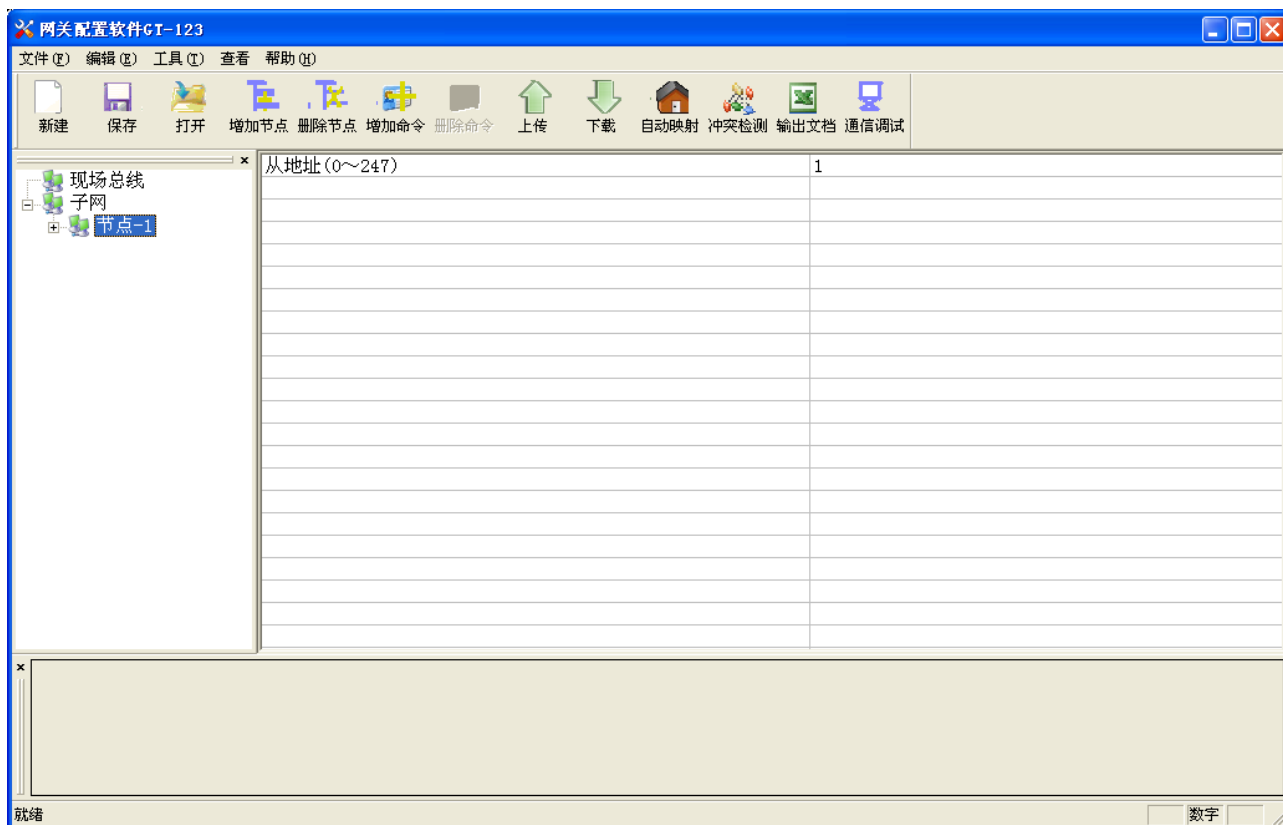 网关配置软件GT-123
文件(F) 编辑(E) 工具(T) 查看 帮助(H)
新建 保存 打开 增加节点 删除节点 增加命令 删除命令 上传 下载 自动映射 冲突检测 输出文档 通信调试
现场总线
子网
节点-1
从地址(0～247) 1
就绪 数字